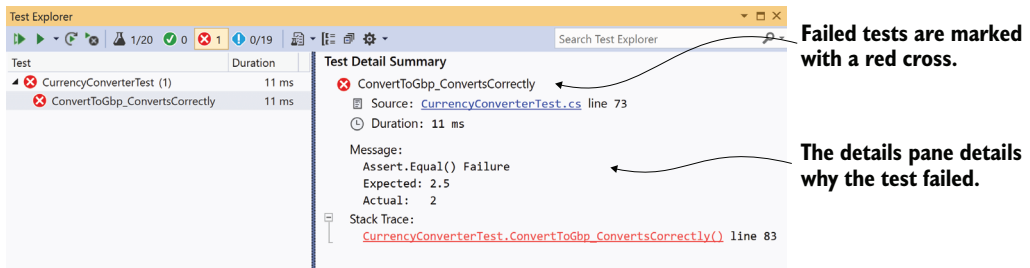 Test Explorer
1/20 0 1 0/19 Search Test Explorer
Test Duration
CurrencyConverterTest (1) 11 ms
ConvertToGbp_ConvertsCorrectly 11 ms
Test Detail Summary
ConvertToGbp_ConvertsCorrectly
Source: CurrencyConverterTest.cs line 73
Duration: 11 ms
Message:
Assert.Equal() Failure
Expected: 2.5
Actual: 2
Stack Trace:
CurrencyConverterTest.ConvertToGbp_ConvertsCorrectly() line 83
Failed tests are marked
with a red cross.
The details pane details
why the test failed.